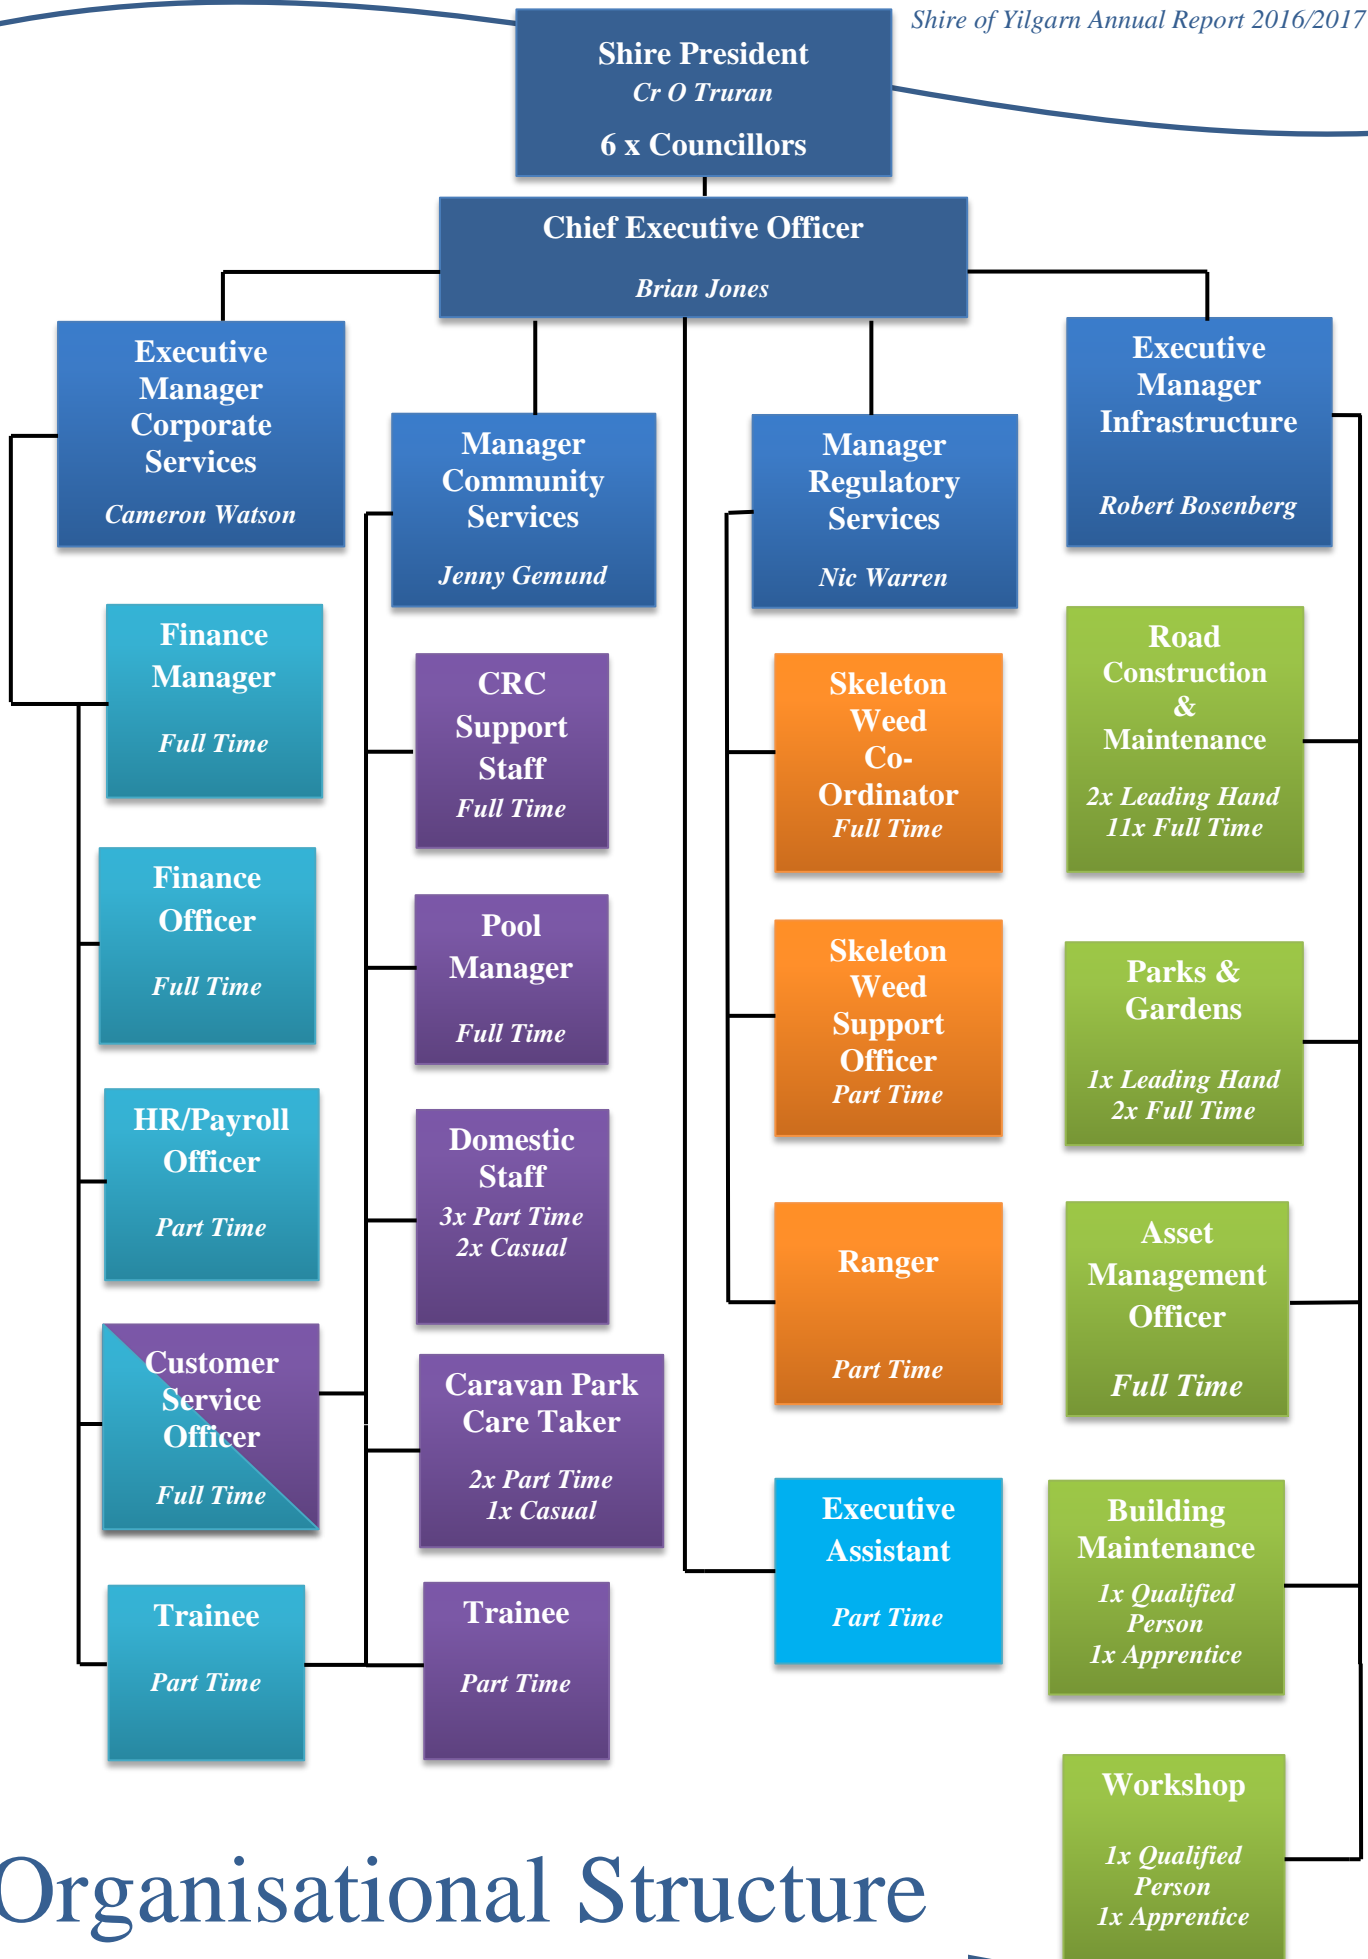 Shire of Yilgarn Annual Report 2016/2017
Shire President
Cr O Truran
6 x Councillors
Chief Executive Officer
Brian Jones
Executive
Manager
Corporate
Services
Cameron Watson
Manager
Community
Services
Jenny Gemund
Manager
Regulatory
Services
Nic Warren
Executive
Manager
Infrastructure
Robert Bosenberg
Finance
Manager
Full Time
Finance
Officer
Full Time
HR/Payroll
Officer
Part Time
Customer
Service
Officer
Full Time
Trainee
Part Time
CRC
Support
Staff
Full Time
Pool
Manager
Full Time
Domestic
Staff
3x Part Time
2x Casual
Caravan Park
Care Taker
2x Part Time
1x Casual
Trainee
Part Time
Skeleton
Weed
Co-
Ordinator
Full Time
Skeleton
Weed
Support
Officer
Part Time
Ranger
Part Time
Executive
Assistant
Part Time
Road
Construction
&
Maintenance
2x Leading Hand
11x Full Time
Parks &
Gardens
1x Leading Hand
2x Full Time
Asset
Management
Officer
Full Time
Building
Maintenance
1x Qualified
Person
1x Apprentice
Workshop
1x Qualified
Person
1x Apprentice
Organisational Structure